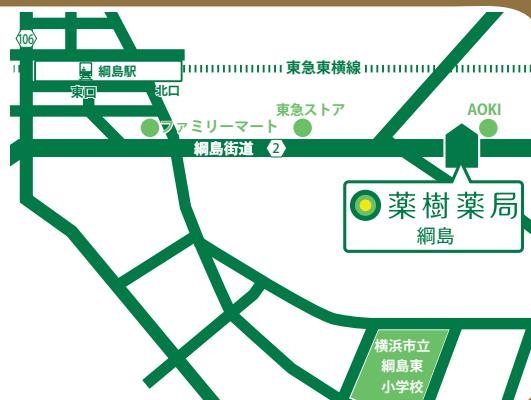 106
綱島駅
東急東横線
東口
北口
ファミリーマート
東急ストア
AOKI
綱島街道 2
薬樹薬局
綱島
横浜市立
綱島東
小学校